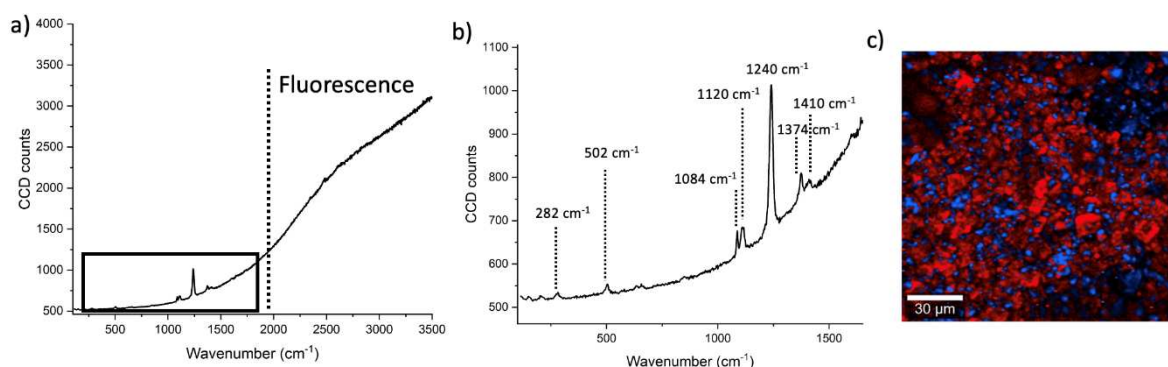 a)
4000
3500
3000
2500
2000
1500
1000
500
CCD counts
500 1000 1500 2000 2500 3000 3500
Wavenumber (cm⁻¹)
Fluorescence
b)
1100
1000
900
800
700
600
500
CCD counts
500 1000 1500
Wavenumber (cm⁻¹)
282 cm⁻¹
502 cm⁻¹
1084 cm⁻¹
1120 cm⁻¹
1240 cm⁻¹
1374 cm⁻¹
1410 cm⁻¹
c)
30 μm